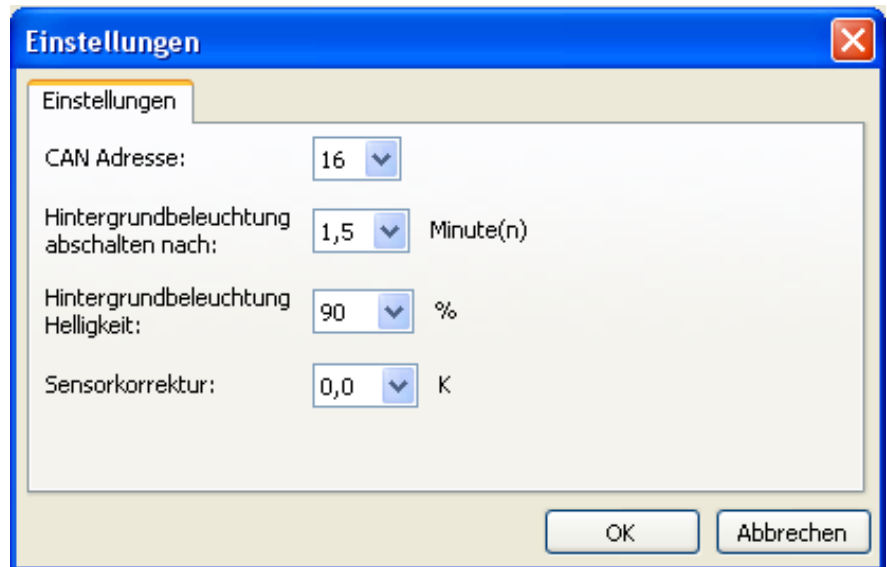 Einstellungen
Einstellungen
CAN Adresse: 16
Hintergrundbeleuchtung
abschalten nach: 1,5 Minute(n)
Hintergrundbeleuchtung
Helligkeit: 90 %
Sensorkorrektur: 0,0 K
OK Abbrechen